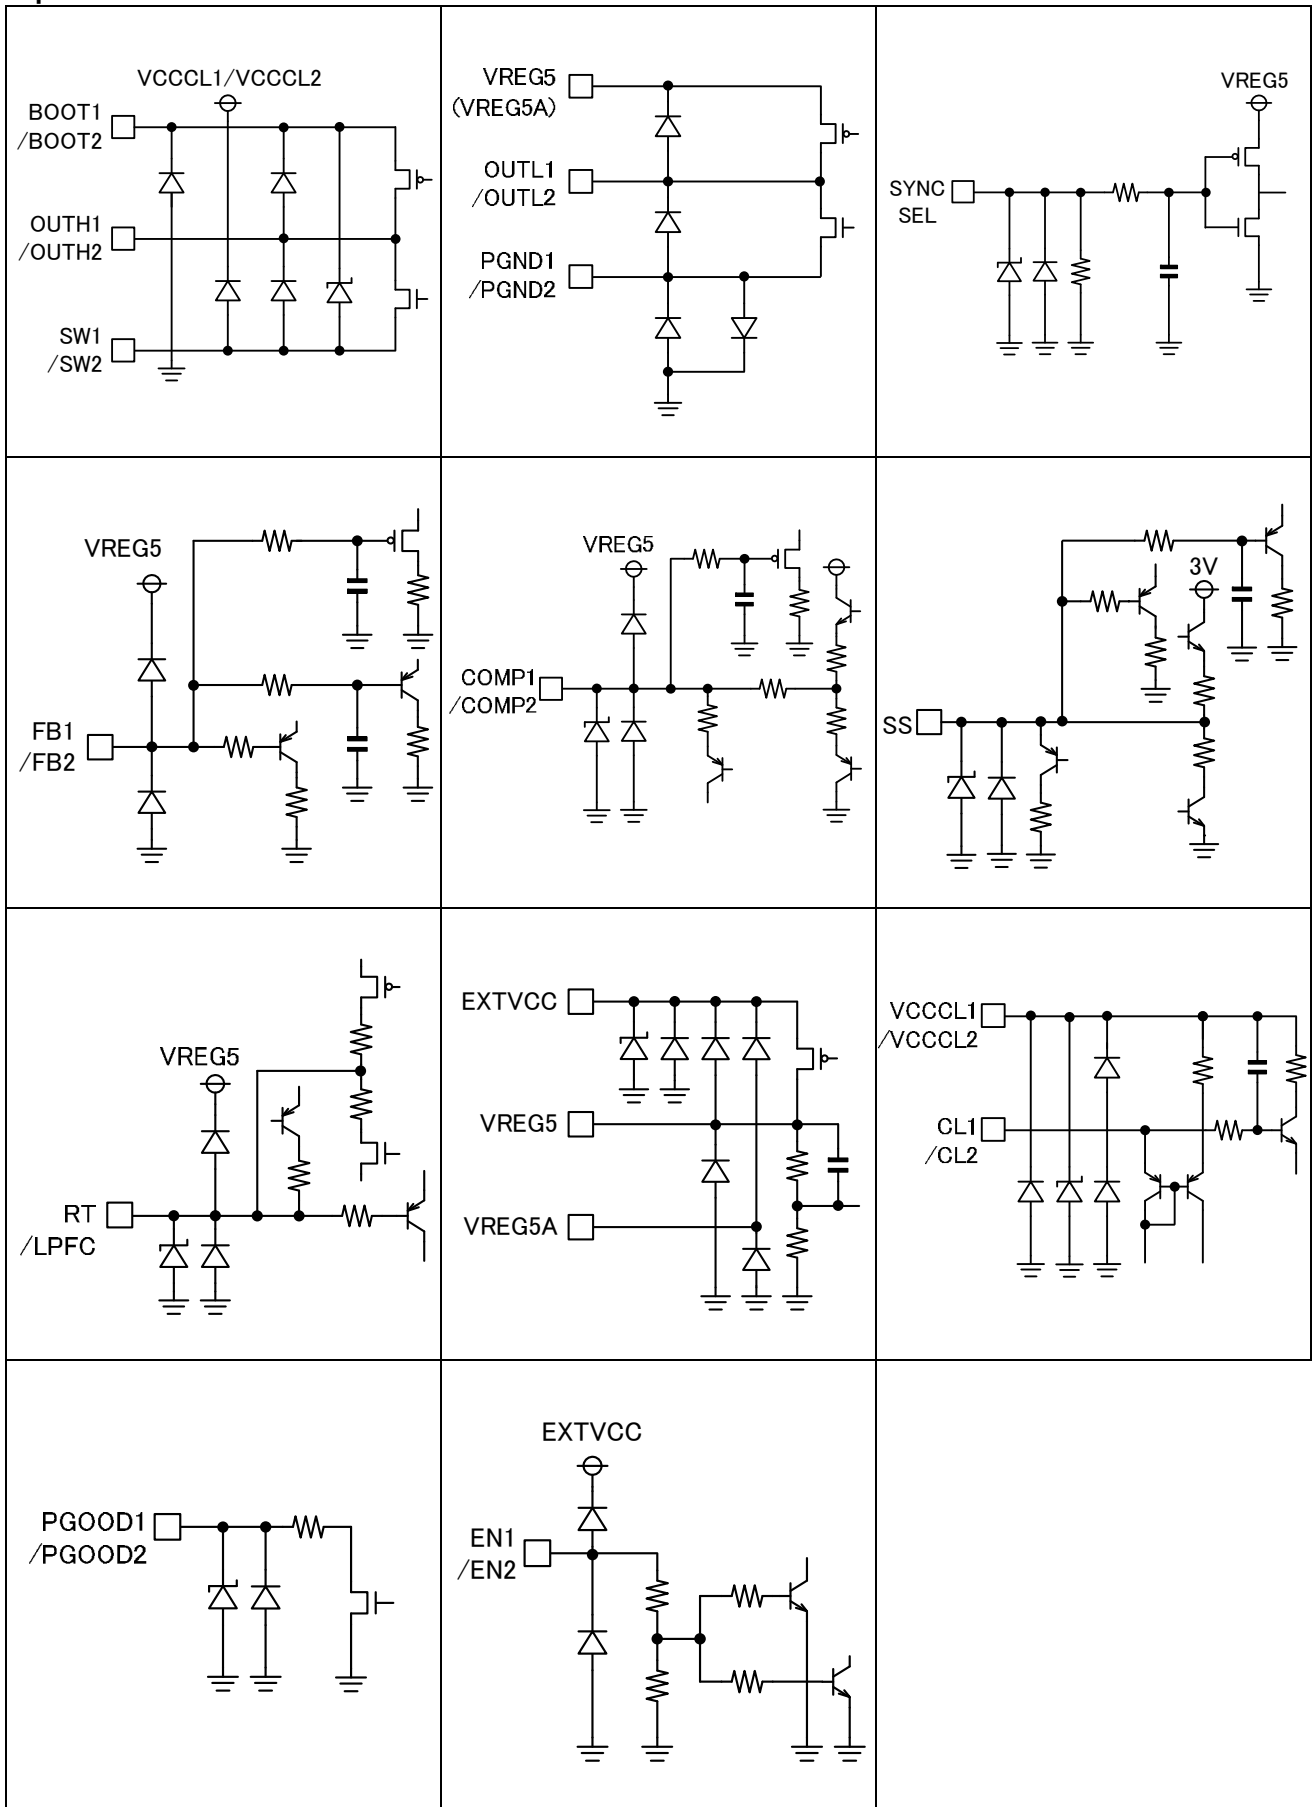 VCCCL1/VCCCL2
BOOT1
/BOOT2
OUTH1
/OUTH2
SW1
/SW2
VREG5
(VREG5A)
OUTL1
/OUTL2
PGND1
/PGND2
VREG5
SYNC
SEL
VREG5
FB1
/FB2
VREG5
COMP1
/COMP2
3V
SS
VREG5
RT
/LPFC
EXTVCC
VREG5
VREG5A
VCCCL1
/VCCCL2
CL1
/CL2
PGOOD1
/PGOOD2
EXTVCC
EN1
/EN2